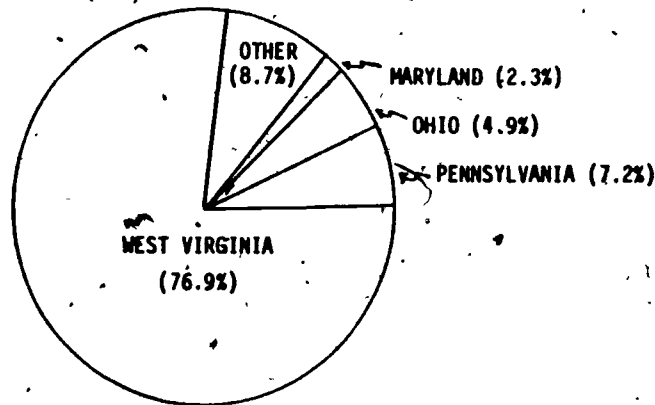 OTHER
(8.7%)
MARYLAND (2.3%)
OHIO (4.9%)
PENNSYLVANIA (7.2%)
WEST VIRGINIA
(76.9%)